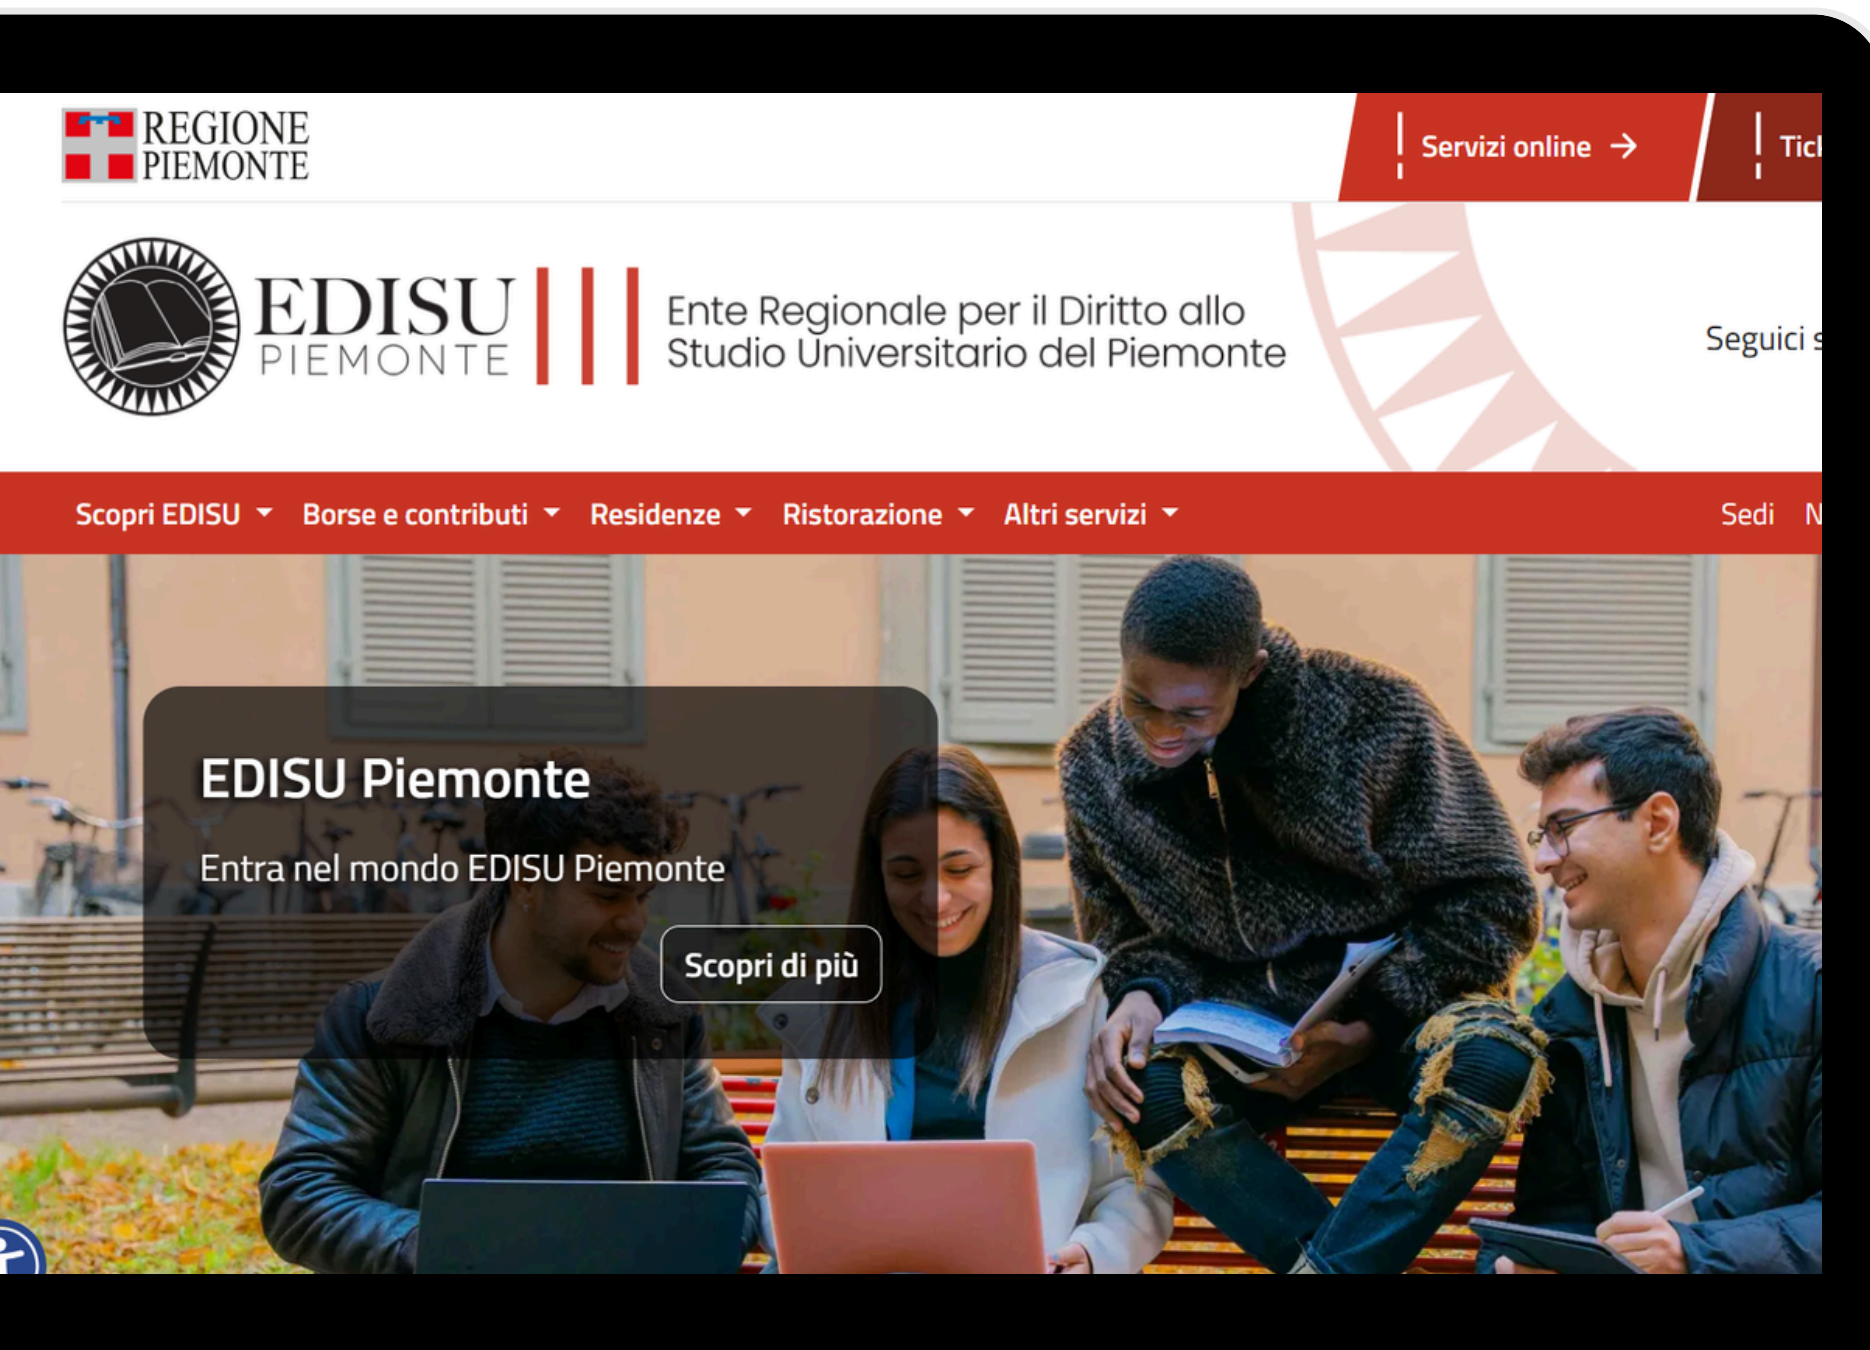 REGIONE
PIEMONTE
Servizi online
EDISU
PIEMONTE
Ente Regionale per il Diritto allo
Studio Universitario del Piemonte
Seguici
Scopri EDISU Borse e contributi Residenze Ristorazione Altri servizi Sedi
EDISU Piemonte
Entra nel mondo EDISU Piemonte
Scopri di più